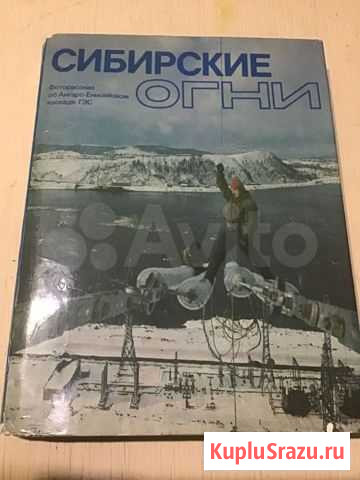 СИБИРСКИЕ
ОГНИ
Фоторассказ
об Ангаро-Енисейском
каскаде ГЭС
Avito
KupluSrazu.ru